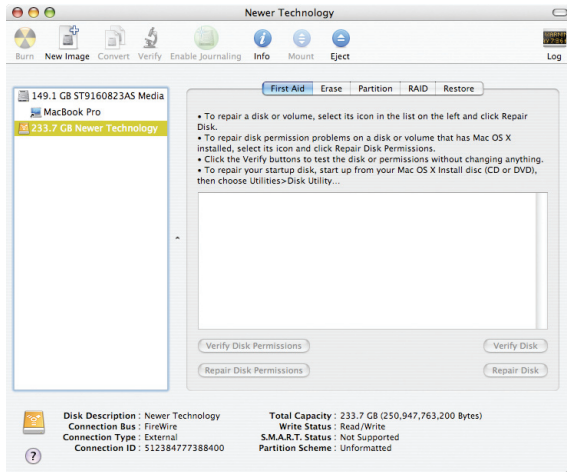 Newer Technology
Burn New Image Convert Verify Enable Journaling Info Mount Eject Log
First Aid Erase Partition RAID Restore
149.1 GB ST9160823AS Media
MacBook Pro
233.7 GB Newer Technology
• To repair a disk or volume, select its icon in the list on the left and click Repair
Disk.
• To repair disk permission problems on a disk or volume that has Mac OS X
installed, select its icon and click Repair Disk Permissions.
• Click the Verify buttons to test the disk or permissions without changing anything.
• To repair your startup disk, start up from your Mac OS X Install disc (CD or DVD),
then choose Utilities>Disk Utility...
Verify Disk Permissions Verify Disk
Repair Disk Permissions Repair Disk
Disk Description : Newer Technology Total Capacity : 233.7 GB (250,947,763,200 Bytes)
Connection Bus : FireWire Write Status : Read/Write
Connection Type : External S.M.A.R.T. Status : Not Supported
Connection ID : 512384777388400 Partition Scheme : Unformatted
?